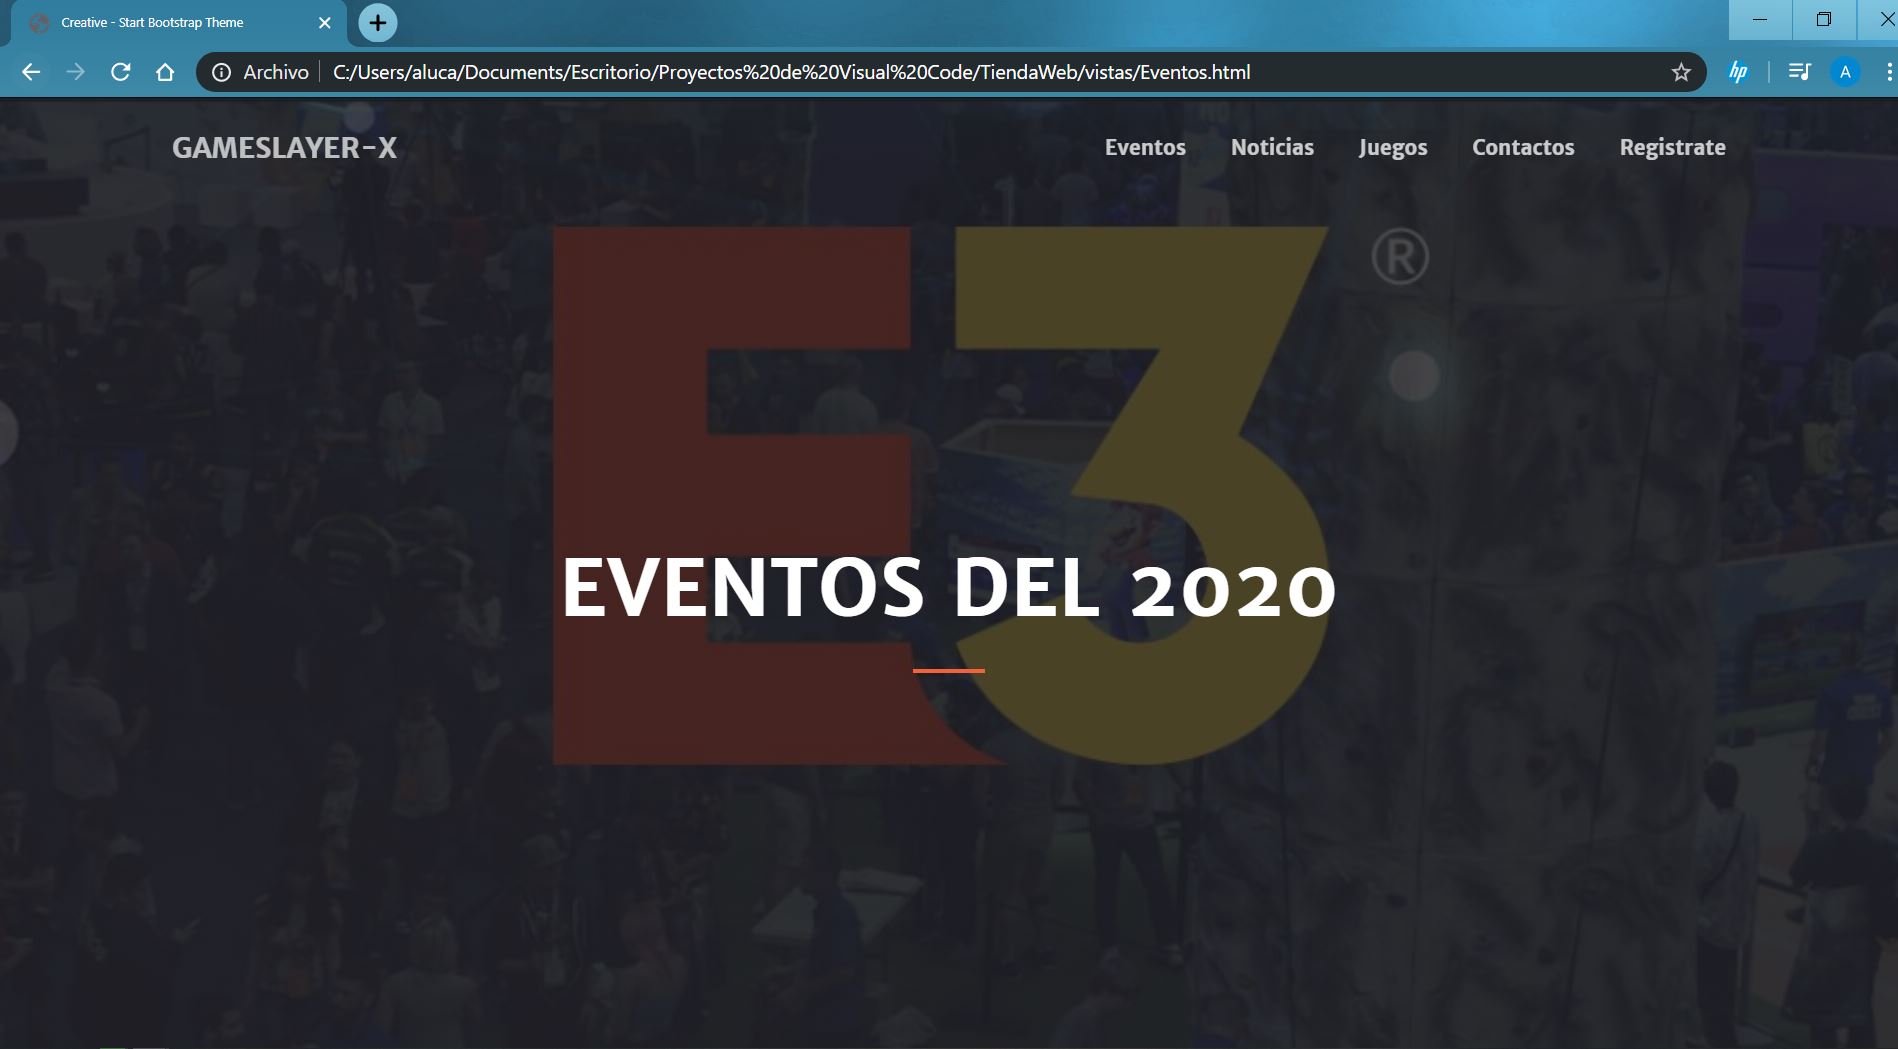 Creative - Start Bootstrap Theme
Archivo C:/Users/aluca/Documents/Escritorio/Proyectos%20de%20Visual%20Code/TiendaWeb/vistas/Eventos.html
hp
A
GAMESLAYER-X
Eventos Noticias Juegos Contactos Registrate
E3®
EVENTOS DEL 2020